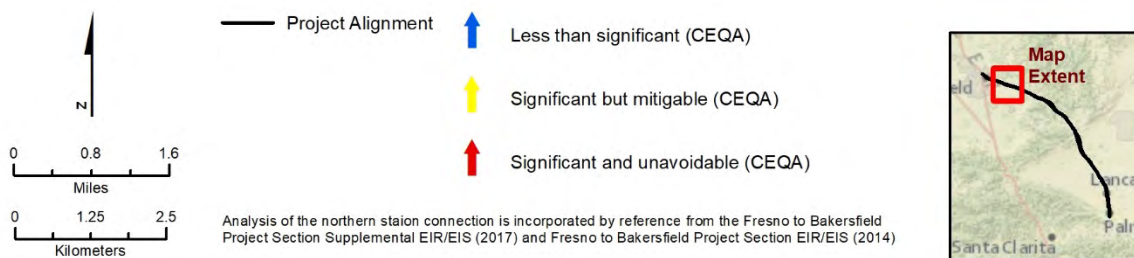 Project Alignment
Less than significant (CEQA)
Significant but mitigable (CEQA)
Significant and unavoidable (CEQA)
Z
0 0.8 1.6
Miles
0 1.25 2.5
Kilometers
Analysis of the northern staion connection is incorporated by reference from the Fresno to Bakersfield
Project Section Supplemental EIR/EIS (2017) and Fresno to Bakersfield Project Section EIR/EIS (2014)
Map
Extent
eld
Lanca
Palm
Santa Clarita